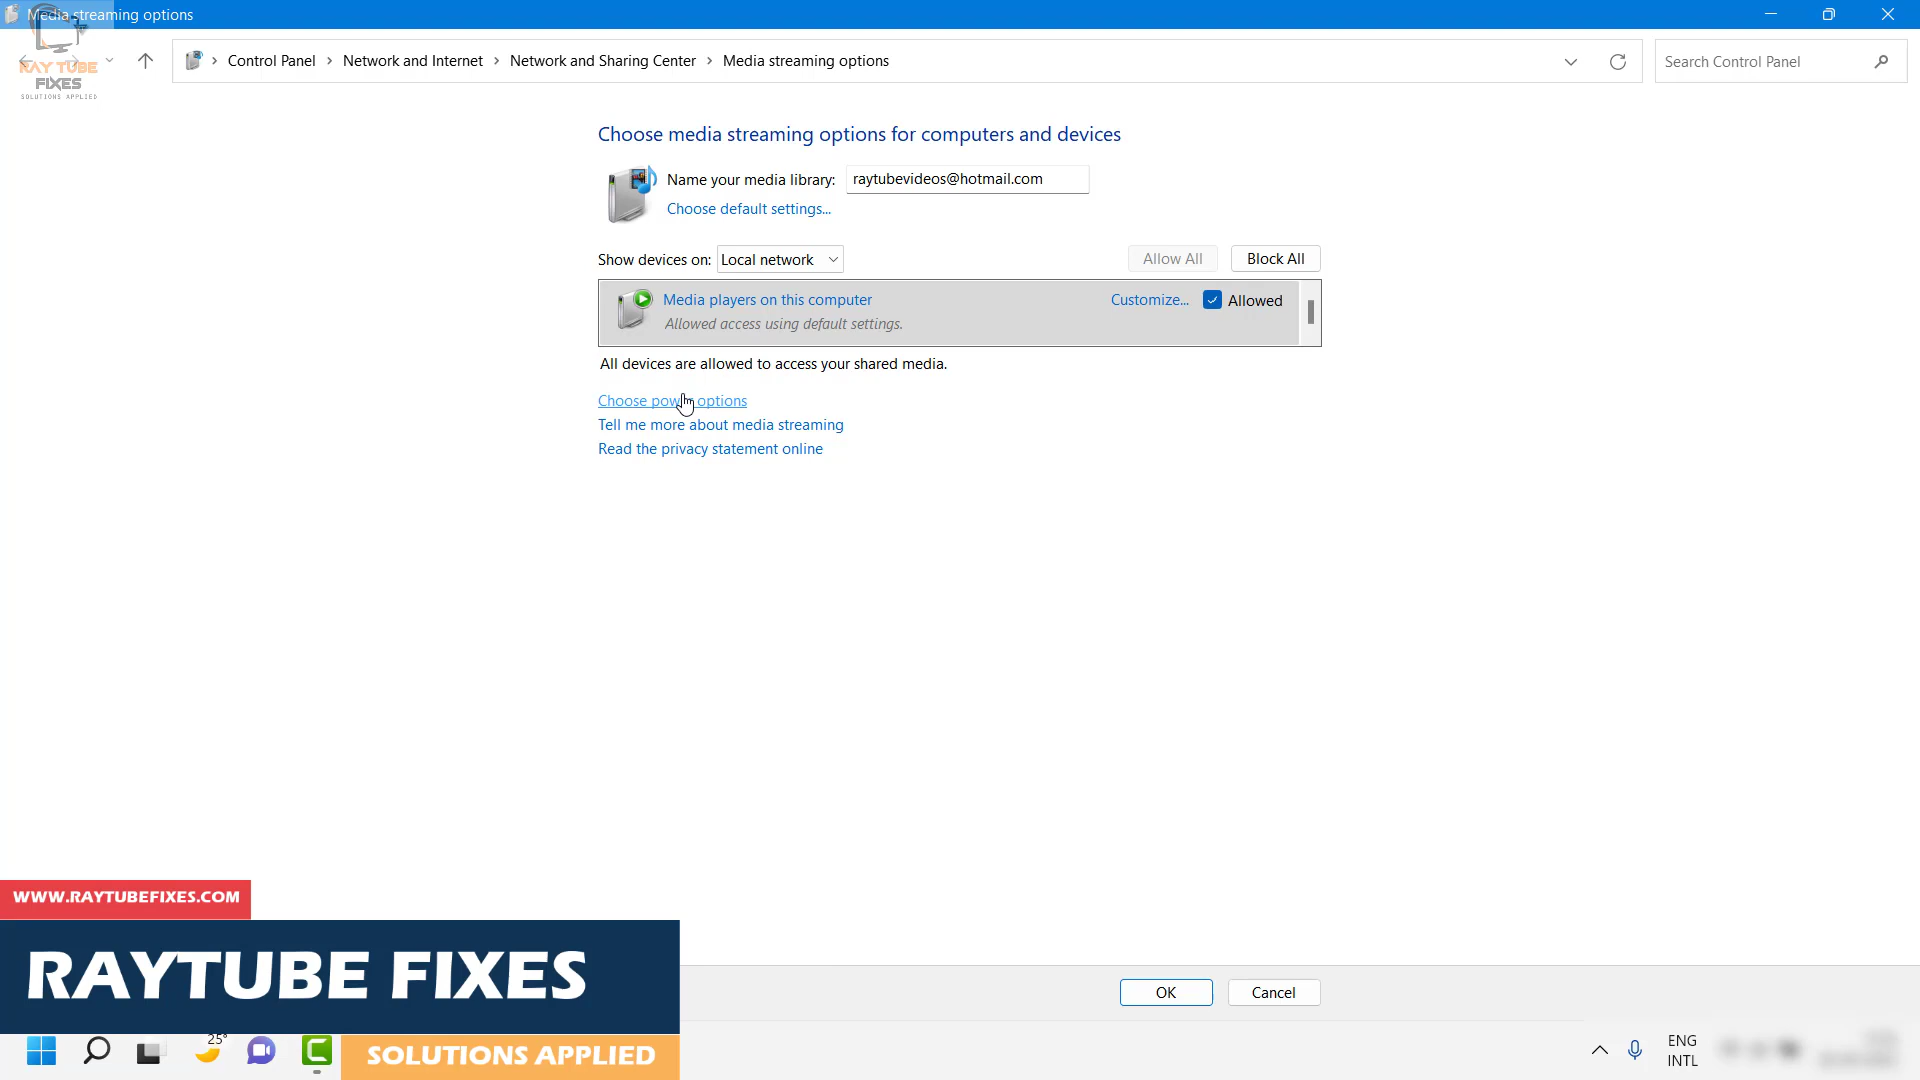 Media streaming options
RAY TUBE
FIXES
SOLUTIONS APPLIED
Control Panel > Network and Internet > Network and Sharing Center > Media streaming options
Search Control Panel
Choose media streaming options for computers and devices
Name your media library: raytubevideos@hotmail.com
Choose default settings...
Show devices on: Local network
Allow All
Block All
Media players on this computer
Customize...
Allowed
Allowed access using default settings.
All devices are allowed to access your shared media.
Choose power options
Tell me more about media streaming
Read the privacy statement online
WWW.RAYTUBEFIXES.COM
RAYTUBE FIXES
OK
Cancel
25°
SOLUTIONS APPLIED
ENG
INTL